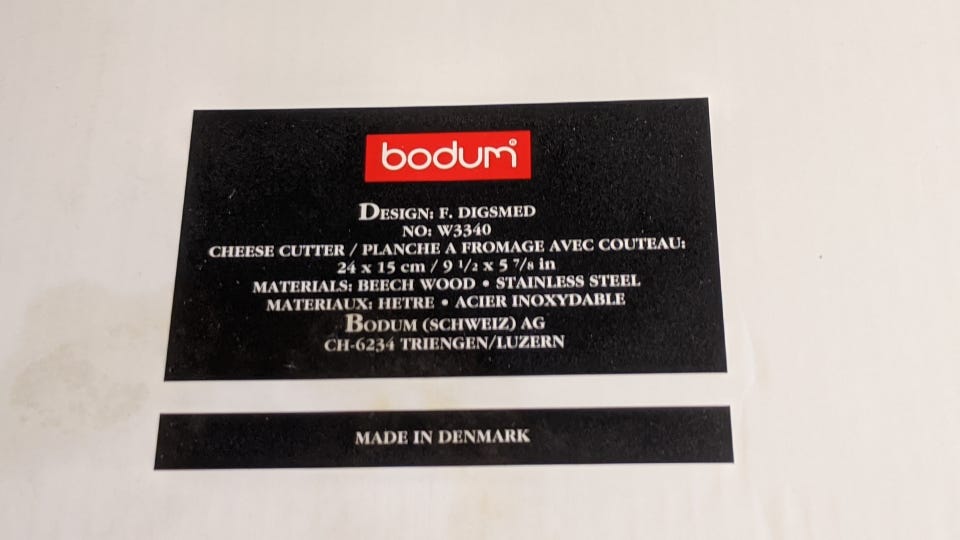 bodum®
DESIGN: F. DIGSMED
NO: W3340
CHEESE CUTTER / PLANCHE A FROMAGE AVEC COUTEAU:
24 x 15 cm / 9 1/2 x 5 7/8 in
MATERIALS: BEECH WOOD • STAINLESS STEEL
MATERIAUX: HETRE • ACIER INOXYDABLE
BODUM (SCHWEIZ) AG
CH-6234 TRIENGEN/LUZERN
MADE IN DENMARK